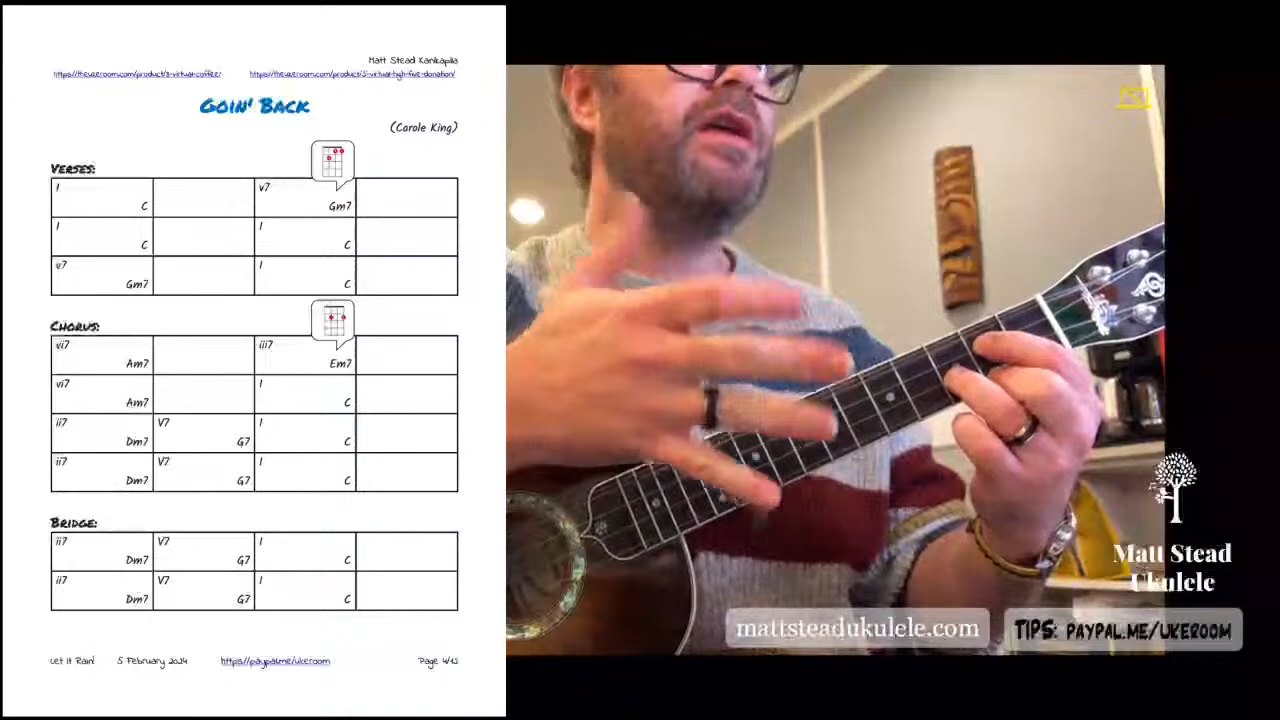 Matt Stead Kanikapila
https://theukeroom.com/product/3-virtual-coffee/ https://theukeroom.com/product/5-virtual-high-five-donation/
Goin' Back
(Carole King)
Verses:
I v7
C Gm7
I I
C C
v7 I
Gm7 C
Chorus:
vi7 iii7
Am7 Em7
vi7 I
Am7 C
ii7 V7 I
Dm7 G7 C
ii7 V7 I
Dm7 G7 C
Bridge:
ii7 V7 I
Dm7 G7 C
ii7 V7 I
Dm7 G7 C
Let It Rain! 5 February 2024 https://paypal.me/ukeroom Page 4/12
Matt Stead
Ukulele
mattsteadukulele.com
TIPS: PAYPAL.ME/UKEROOM